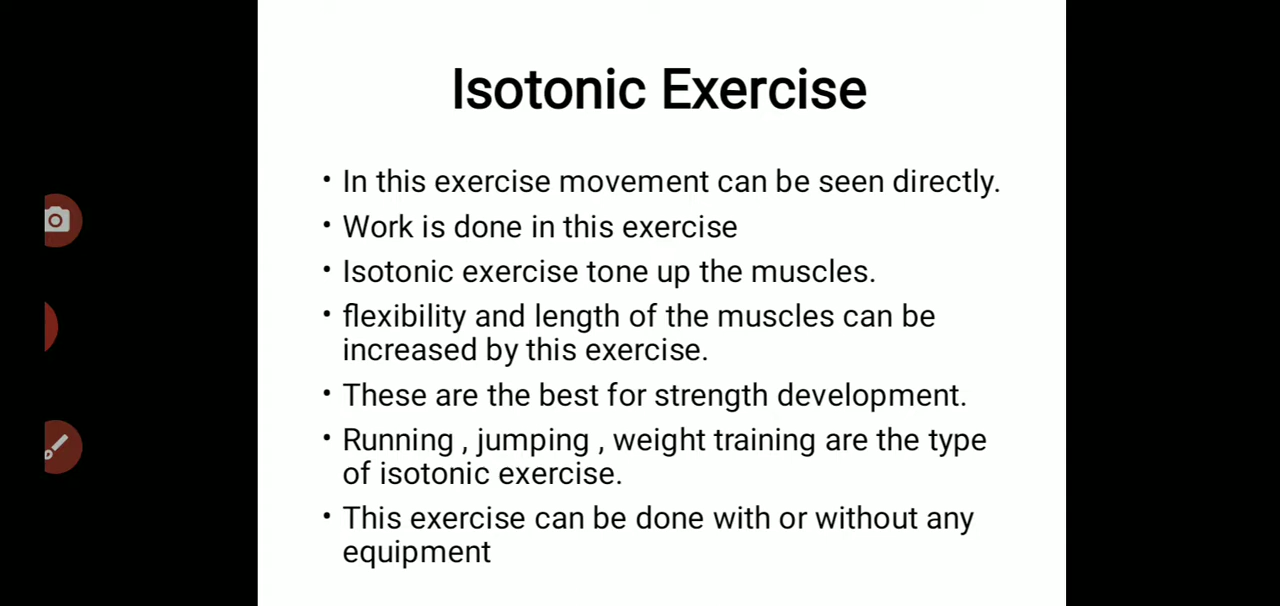 Isotonic Exercise
• In this exercise movement can be seen directly.
• Work is done in this exercise
• Isotonic exercise tone up the muscles.
• flexibility and length of the muscles can be
increased by this exercise.
• These are the best for strength development.
• Running , jumping , weight training are the type
of isotonic exercise.
• This exercise can be done with or without any
equipment